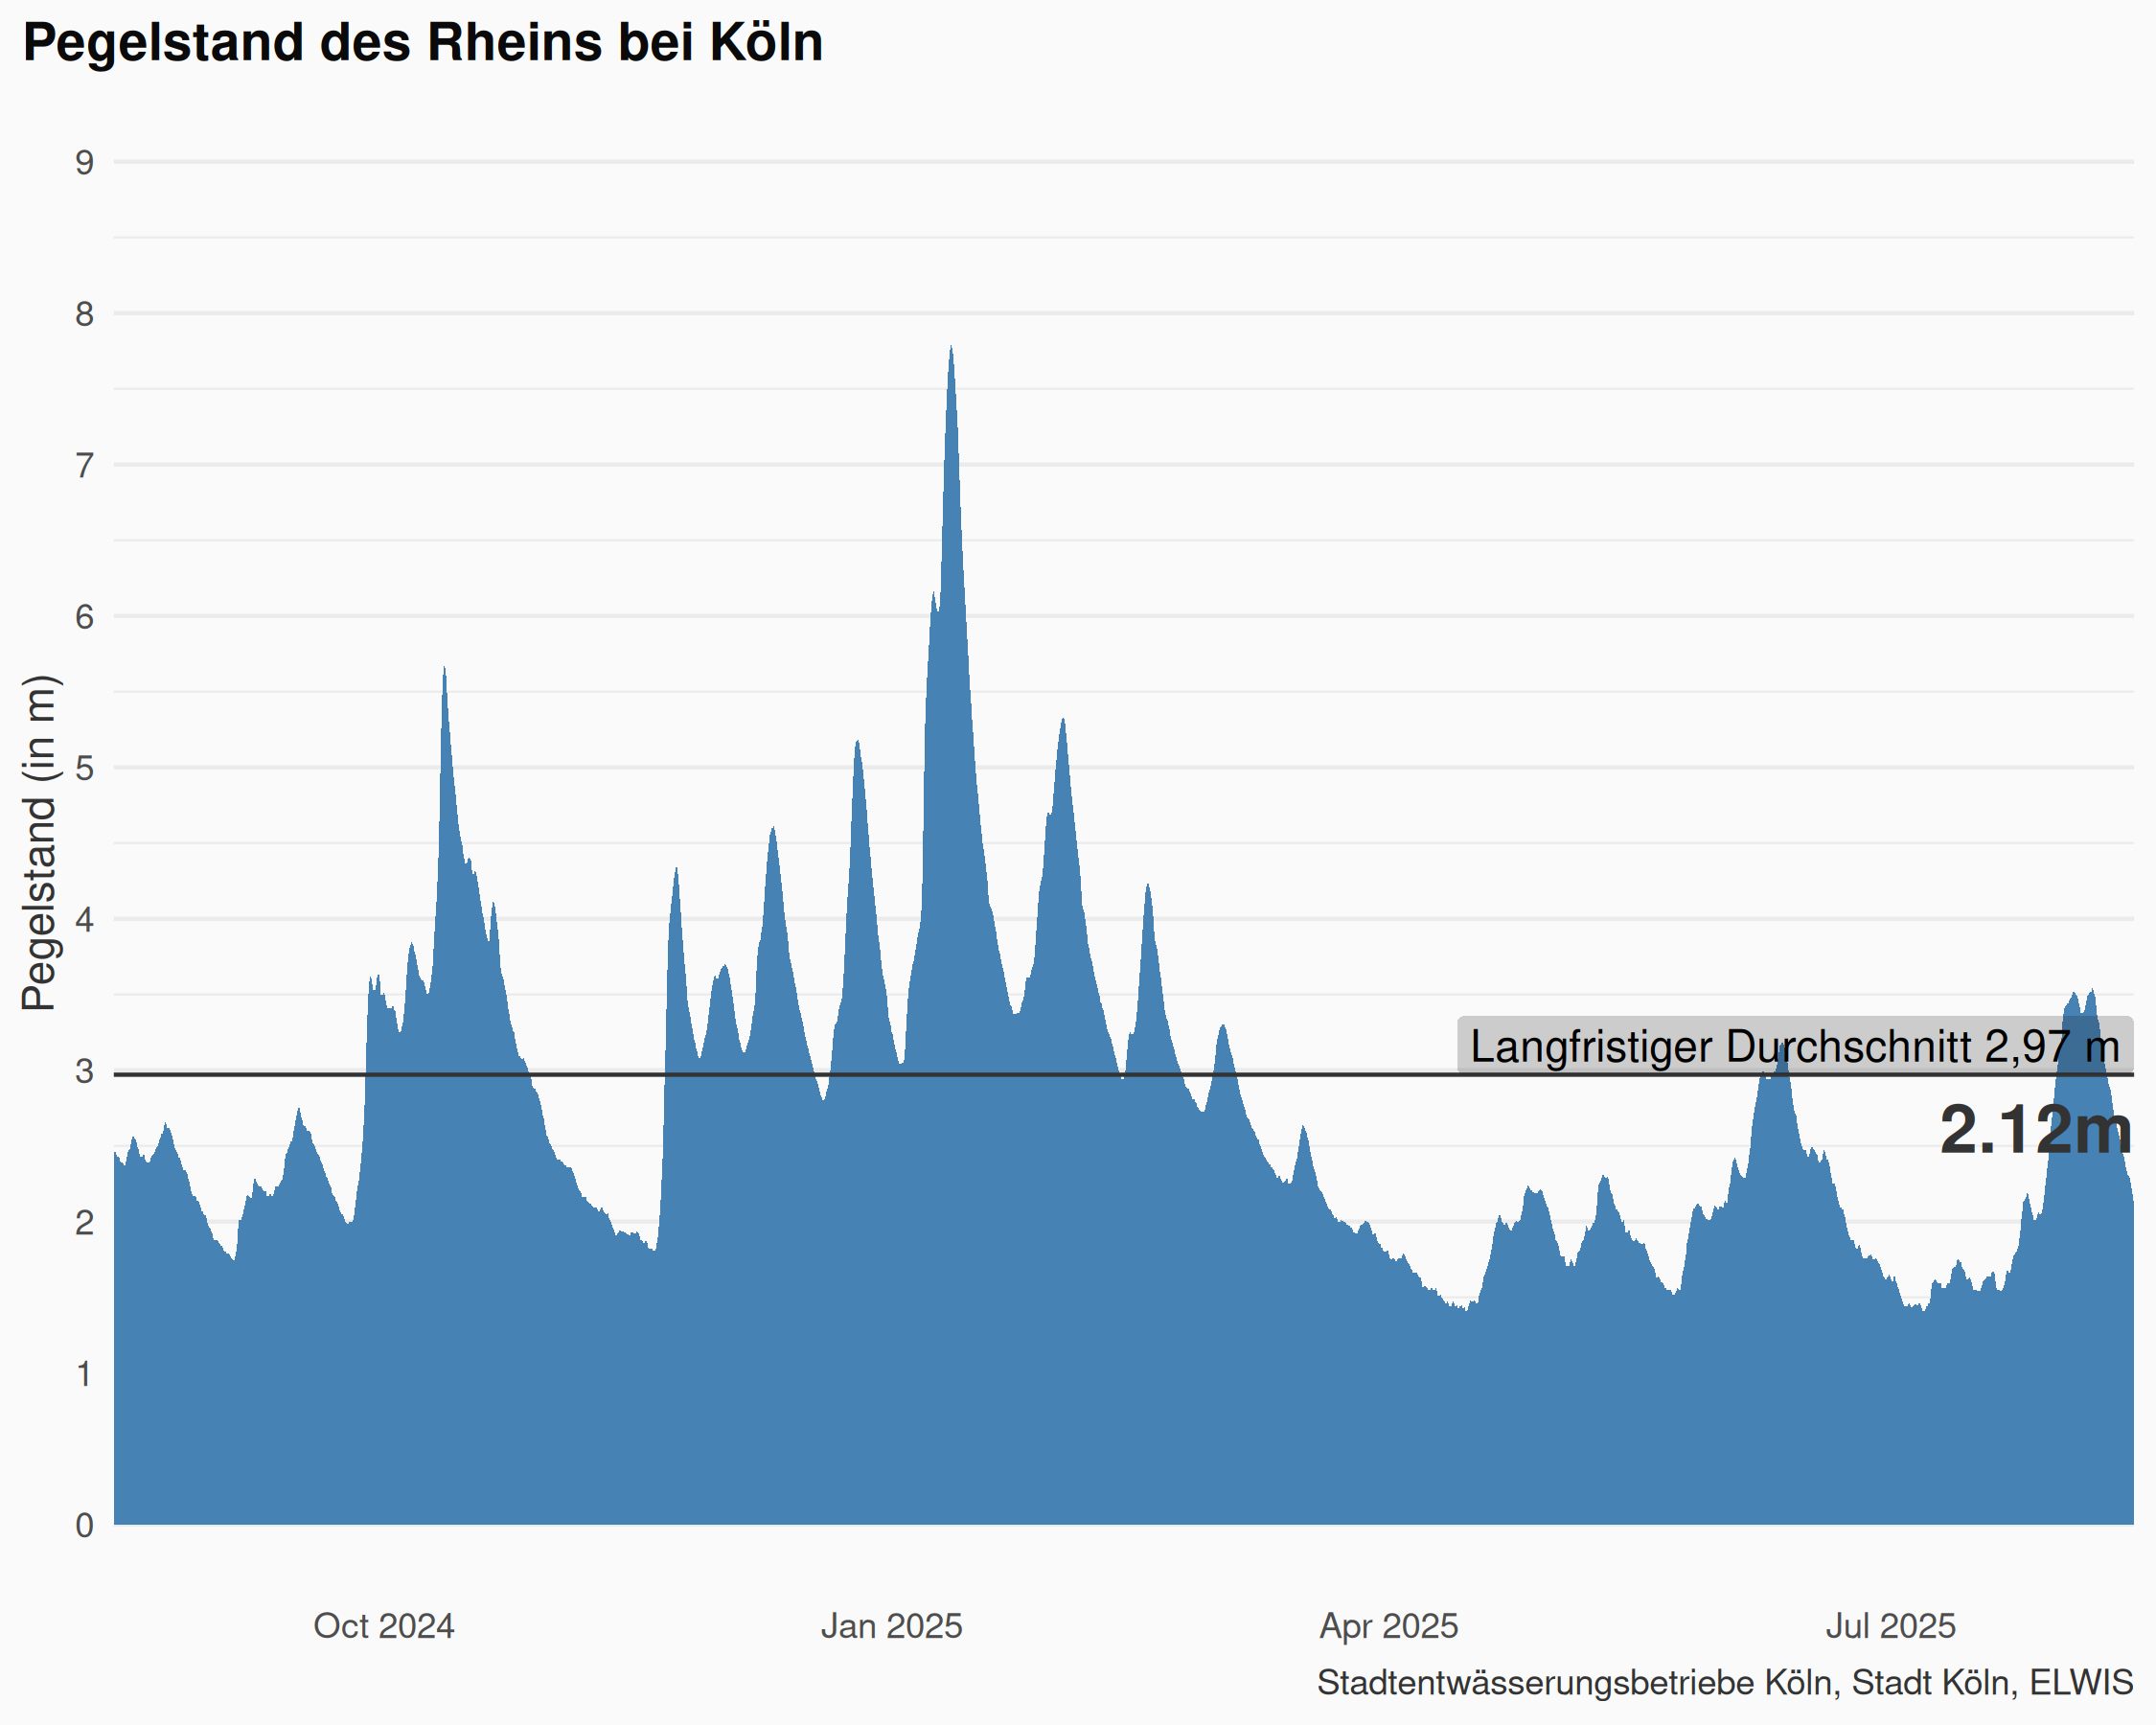 Pegelstand des Rheins bei Köln
Pegelstand (in m)
9
8
7
6
5
4
3
2
1
0
Langfristiger Durchschnitt 2,97 m
2.12m
Oct 2024
Jan 2025
Apr 2025
Jul 2025
Stadtentwässerungsbetriebe Köln, Stadt Köln, ELWIS